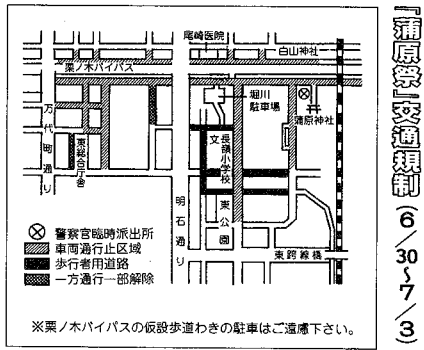 『蒲原祭』交通規制(6/30~7/3)
尾崎医院
白山神社
栗ノ木バイパス
堀川
駐車場
蒲原神社
万代町通り
東総合庁舎
文
長嶺小学校
東公園
明石通り
東跨線橋
警察官臨時派出所
車両通行止区域
歩行者用道路
一方通行一部解除
※栗ノ木バイパスの仮設歩道わきの駐車はご遠慮下さい。